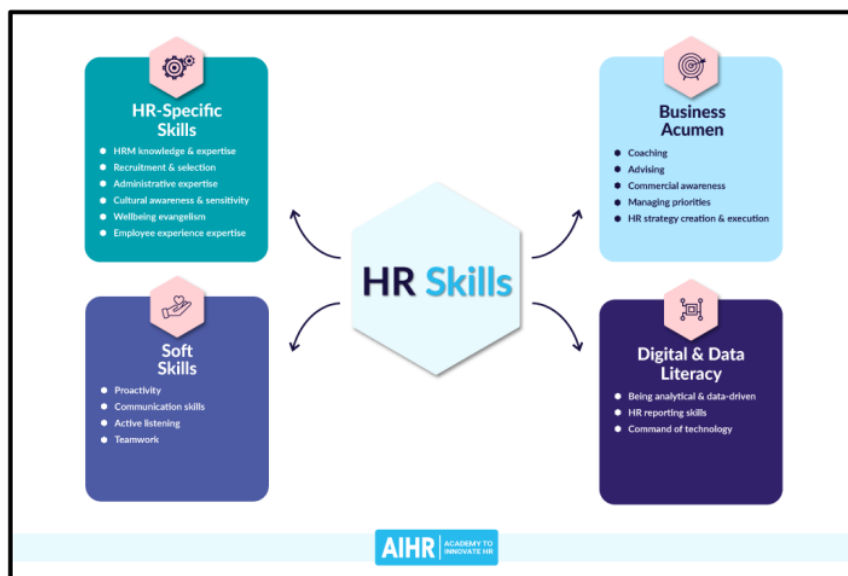 HR-Specific
Skills
HRM knowledge & expertise
Recruitment & selection
Administrative expertise
Cultural awareness & sensitivity
Wellbeing evangelism
Employee experience expertise
Business
Acumen
Coaching
Advising
Commercial awareness
Managing priorities
HR strategy creation & execution
HR Skills
Soft
Skills
Proactivity
Communication skills
Active listening
Teamwork
Digital & Data
Literacy
Being analytical & data-driven
HR reporting skills
Command of technology
AIHR
ACADEMY TO
INNOVATE HR